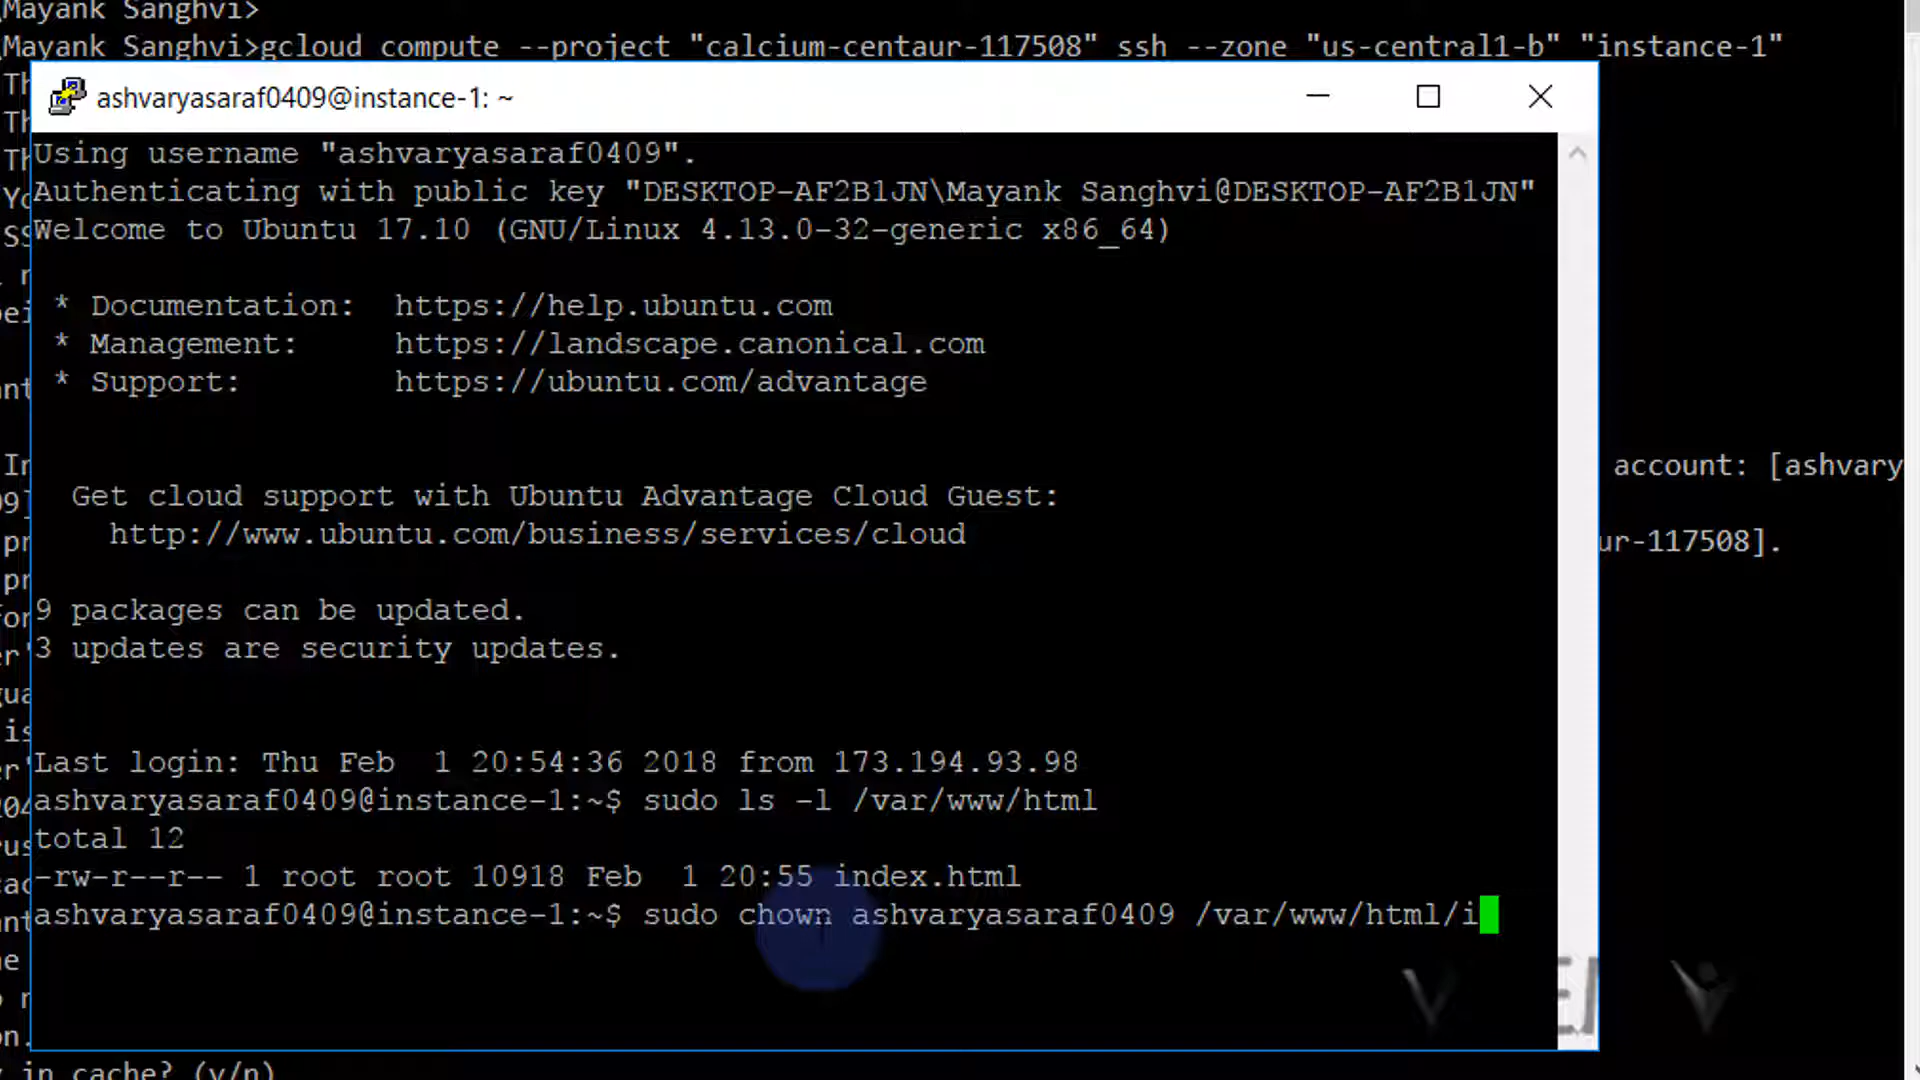 \Mayank Sanghvi>
\Mayank Sanghvi>gcloud compute --project "calcium-centaur-117508" ssh --zone "us-central1-b" "instance-1"
ashvaryasaraf0409@instance-1: ~
Using username "ashvaryasaraf0409".
Authenticating with public key "DESKTOP-AF2B1JN\Mayank Sanghvi@DESKTOP-AF2B1JN"
Welcome to Ubuntu 17.10 (GNU/Linux 4.13.0-32-generic x86_64)
* Documentation: https://help.ubuntu.com
* Management: https://landscape.canonical.com
* Support: https://ubuntu.com/advantage
account: [ashvary
Get cloud support with Ubuntu Advantage Cloud Guest:
http://www.ubuntu.com/business/services/cloud
ur-117508].
9 packages can be updated.
3 updates are security updates.
Last login: Thu Feb 1 20:54:36 2018 from 173.194.93.98
ashvaryasaraf0409@instance-1:~$ sudo ls -l /var/www/html
total 12
-rw-r--r-- 1 root root 10918 Feb 1 20:55 index.html
ashvaryasaraf0409@instance-1:~$ sudo chown ashvaryasaraf0409 /var/www/html/i
in cache? (y/n)